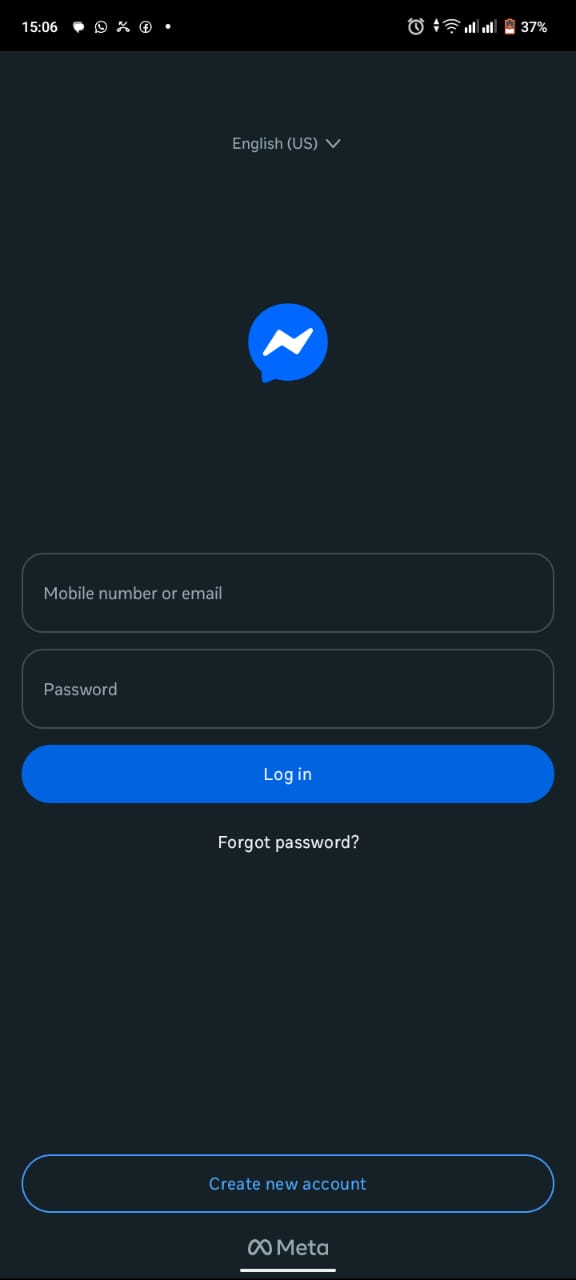 15:06 37%
English (US)
Mobile number or email
Password
Log in
Forgot password?
Create new account
Meta